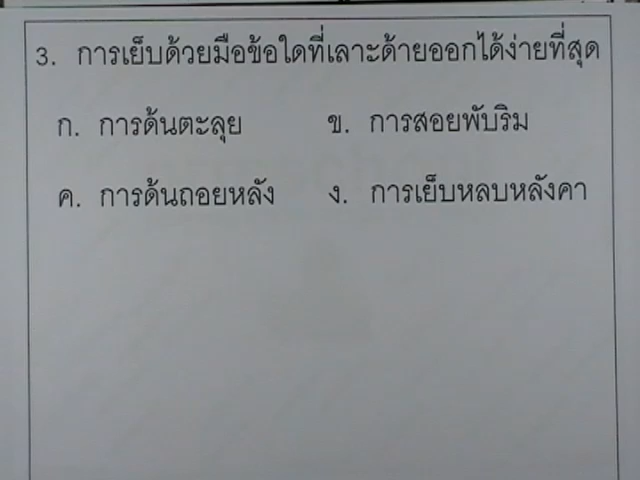 3. การเย็บด้วยมือข้อใดที่เลาะด้ายออกได้ง่ายที่สุด
ก. การด้นตะลุย ข. การสอยพับริม
ค. การด้นถอยหลัง ง. การเย็บหลบหลังคา